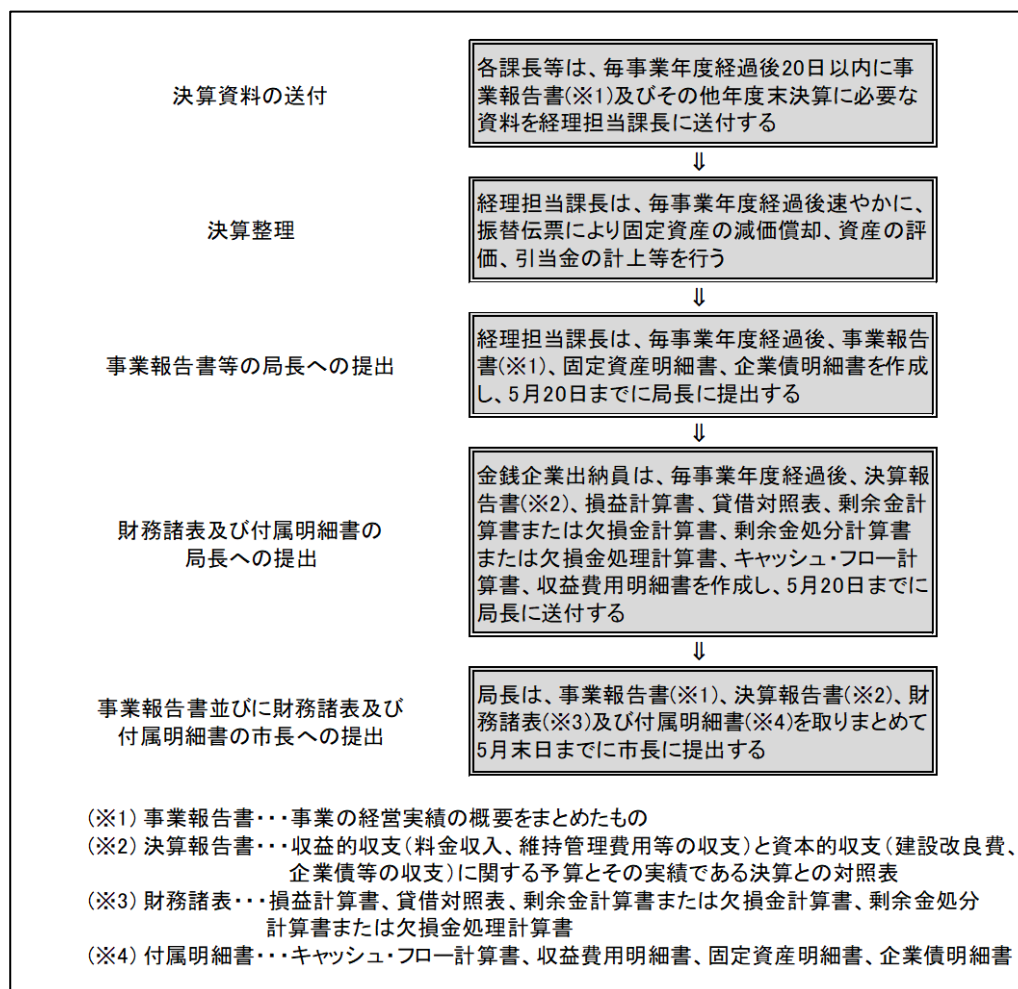 決算資料の送付
各課長等は、毎事業年度経過後20日以内に事
業報告書(※1)及びその他年度末決算に必要な
資料を経理担当課長に送付する
⇓
決算整理
経理担当課長は、毎事業年度経過後速やかに、
振替伝票により固定資産の減価償却、資産の評
価、引当金の計上等を行う
⇓
事業報告書等の局長への提出
経理担当課長は、毎事業年度経過後、事業報告
書(※1)、固定資産明細書、企業債明細書を作成
し、5月20日までに局長に提出する
⇓
財務諸表及び付属明細書の
局長への提出
金銭企業出納員は、毎事業年度経過後、決算報
告書(※2)、損益計算書、貸借対照表、剰余金計
算書または欠損金計算書、剰余金処分計算書
または欠損金処理計算書、キャッシュ・フロー計
算書、収益費用明細書を作成し、5月20日までに
局長に送付する
⇓
事業報告書並びに財務諸表及び
付属明細書の市長への提出
局長は、事業報告書(※1)、決算報告書(※2)、財
務諸表(※3)及び付属明細書(※4)を取りまとめて
5月末日までに市長に提出する
(※1) 事業報告書・・・事業の経営実績の概要をまとめたもの
(※2) 決算報告書・・・収益的収支(料金収入、維持管理費用等の収支)と資本的収支(建設改良費、
企業債等の収支)に関する予算とその実績である決算との対照表
(※3) 財務諸表・・・損益計算書、貸借対照表、剰余金計算書または欠損金計算書、剰余金処分
計算書または欠損金処理計算書
(※4) 付属明細書・・・キャッシュ・フロー計算書、収益費用明細書、固定資産明細書、企業債明細書